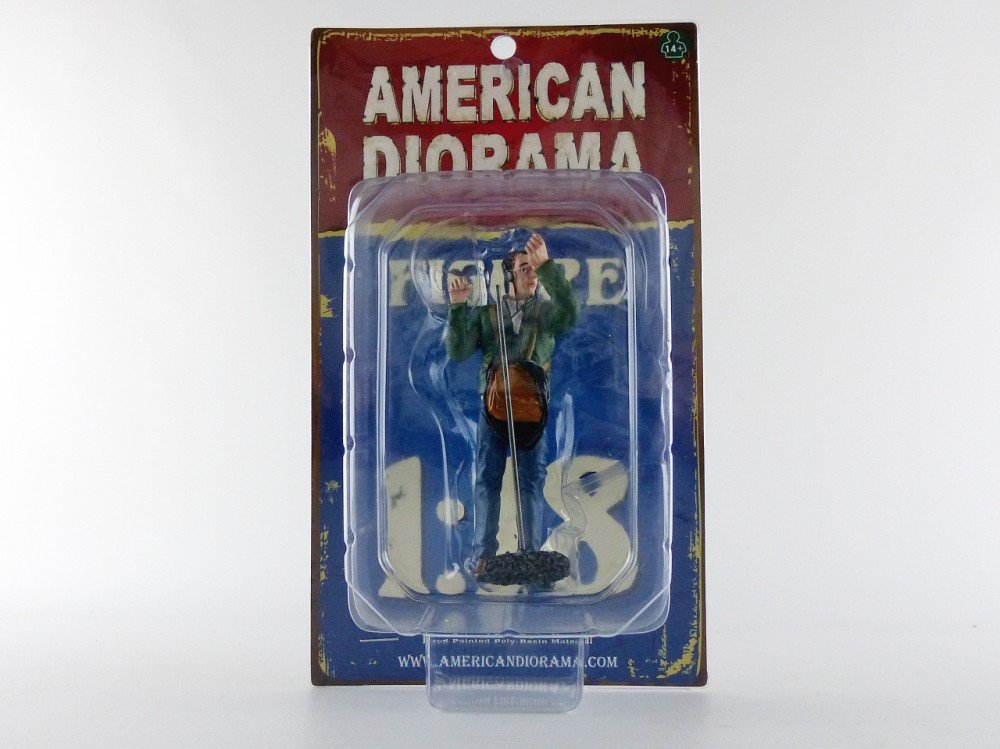 14+
AMERICAN
DIORAMA
FIGURE
1:18
Hand Painted Poly-Resin Material
WWW.AMERICANDIORAMA.COM